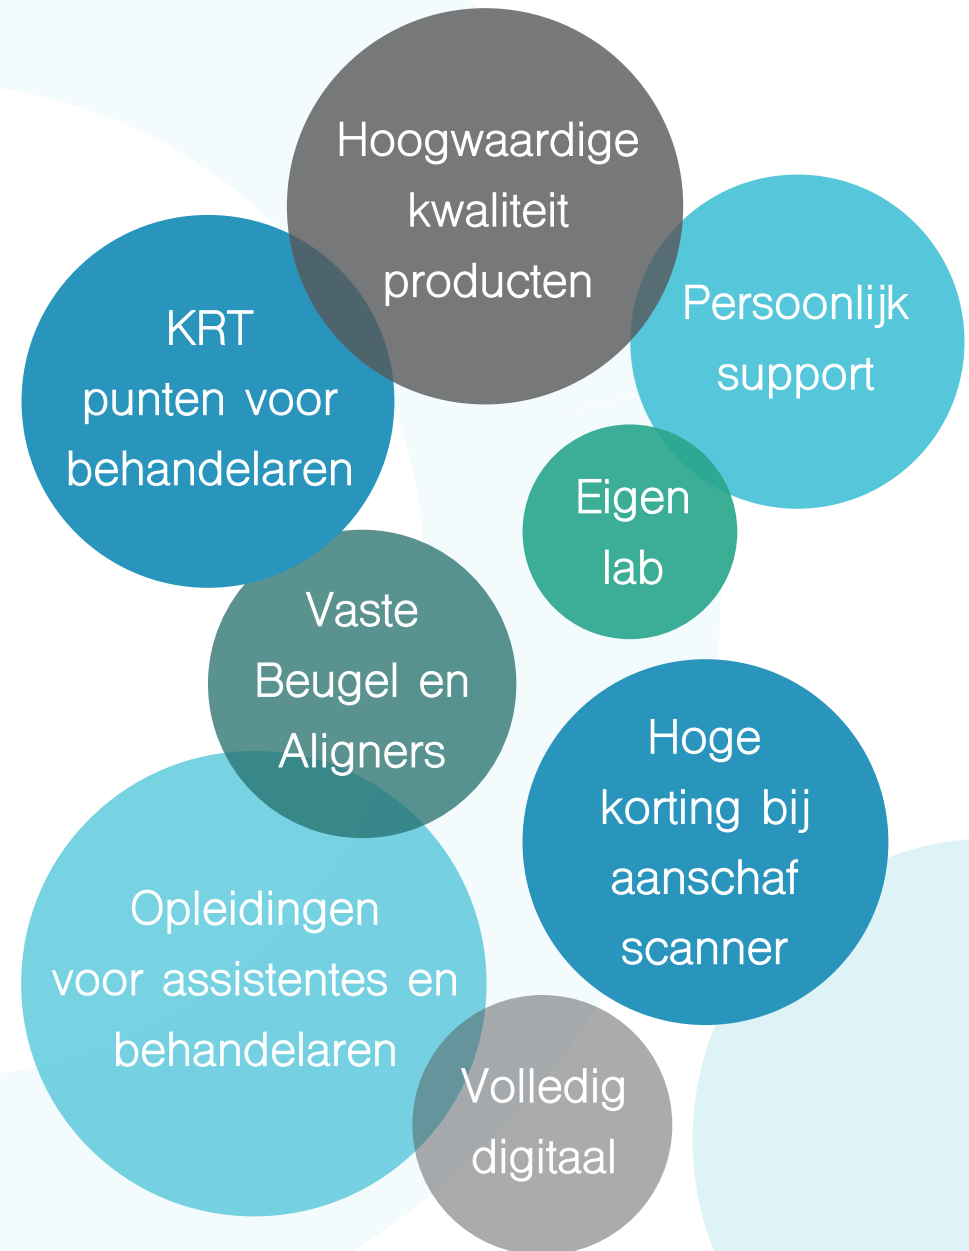 Hoogwaardige
kwaliteit
producten
Persoonlijk
support
KRT
punten voor
behandelaren
Eigen
lab
Vaste
Beugel en
Aligners
Hoge
korting bij
aanschaf
scanner
Opleidingen
voor assistentes en
behandelaren
Volledig
digitaal